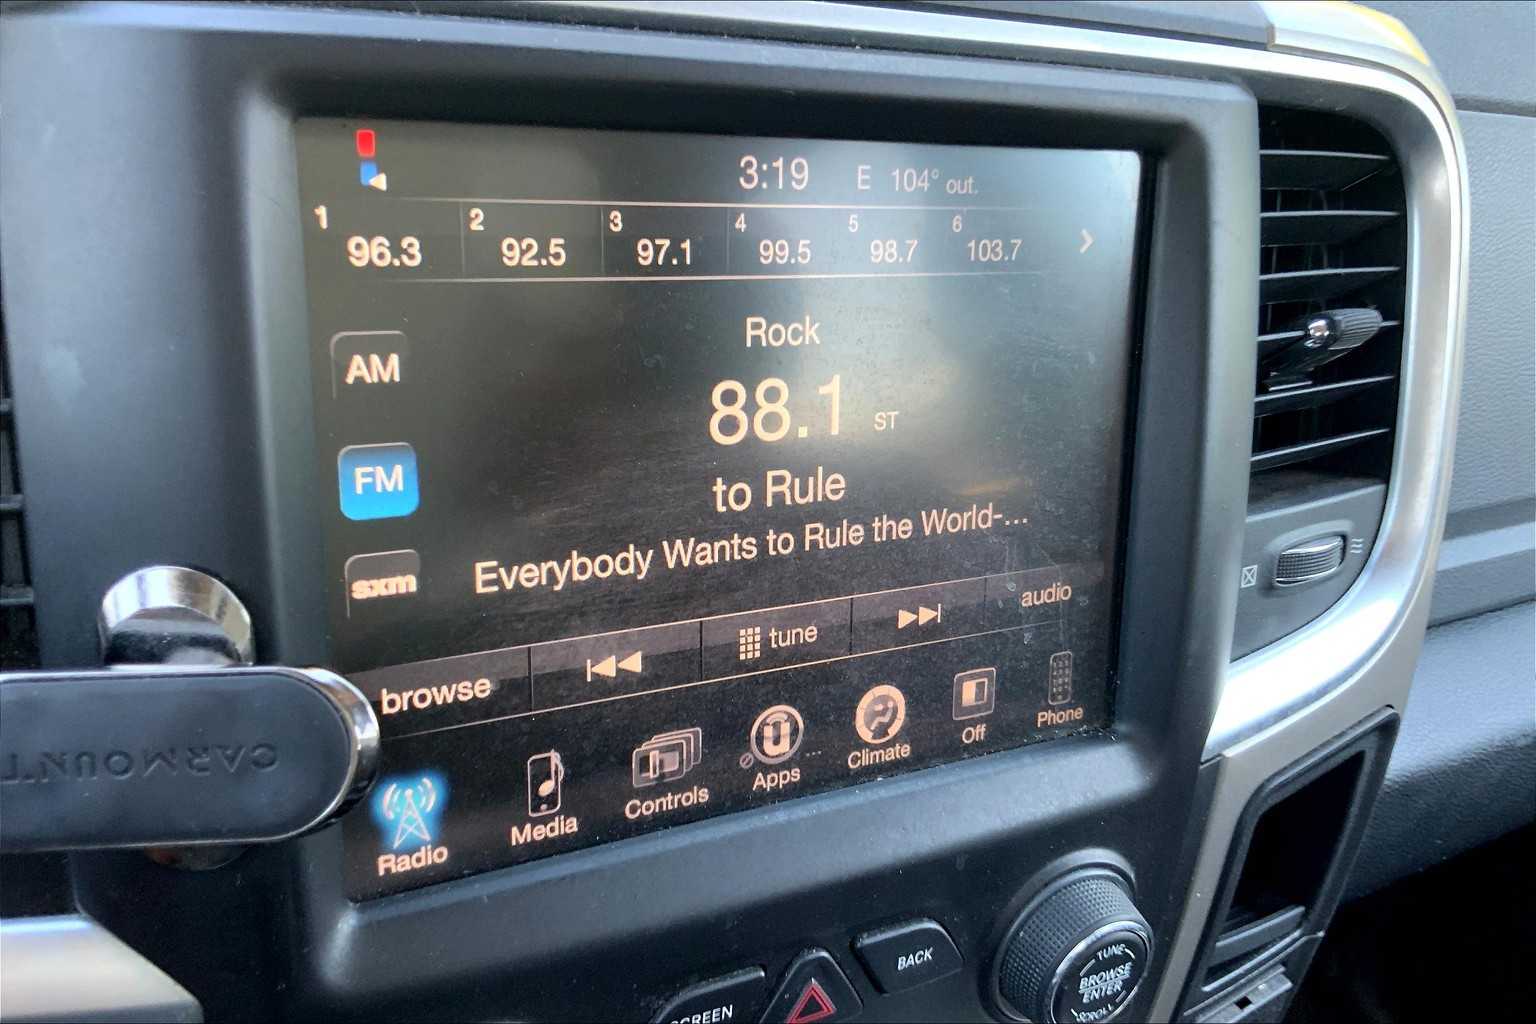 3:19 E 104° out.
1 2 3 4 5 6
96.3 92.5 97.1 99.5 98.7 103.7
Rock
AM
88.1 ST
FM
to Rule
Everybody Wants to Rule the World-...
sxm
browse tune audio
Radio Media Controls Apps Climate Off Phone
CARMOUNT
SCREEN
BACK
TUNE
BROWSE
ENTER
SCROLL